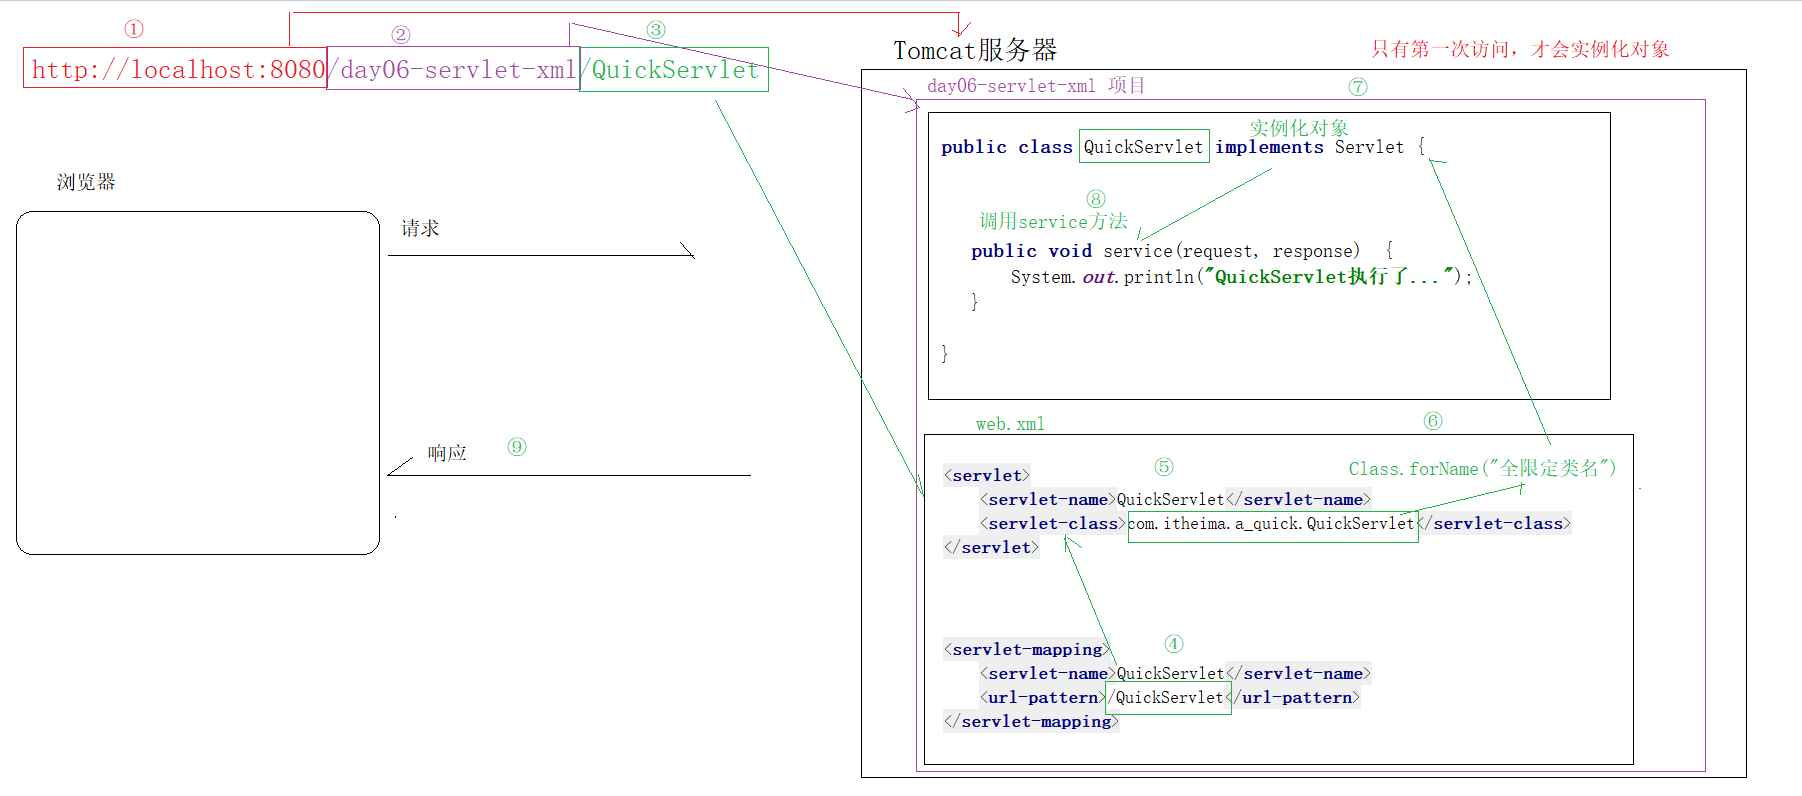 ①
②
③
http://localhost:8080/day06-servlet-xml/QuickServlet
Tomcat服务器
只有第一次访问，才会实例化对象
day06-servlet-xml 项目
⑦
实例化对象
public class QuickServlet implements Servlet {
⑧
调用service方法
public void service(request, response)  {
System.out.println("QuickServlet执行了...");
}
}
浏览器
请求
响应
⑨
web.xml
⑥
<servlet>
⑤
Class.forName("全限定类名")
<servlet-name>QuickServlet</servlet-name>
<servlet-class>com.itheima.a_quick.QuickServlet</servlet-class>
</servlet>
④
<servlet-mapping>
<servlet-name>QuickServlet</servlet-name>
<url-pattern>/QuickServlet</url-pattern>
</servlet-mapping>